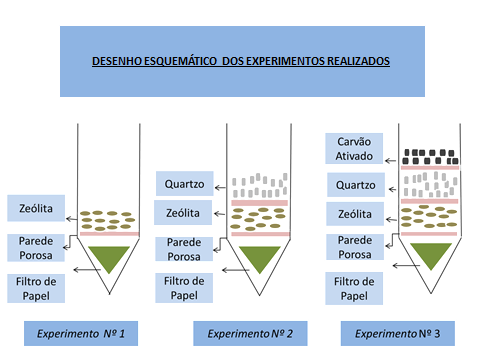 DESENHO ESQUEMÁTICO DOS EXPERIMENTOS REALIZADOS
Zeólita
Parede
Porosa
Filtro de
Papel
Experimento Nº 1
Quartzo
Zeólita
Parede
Porosa
Filtro de
Papel
Experimento Nº 2
Carvão
Ativado
Quartzo
Zeólita
Parede
Porosa
Filtro de
Papel
Experimento Nº 3